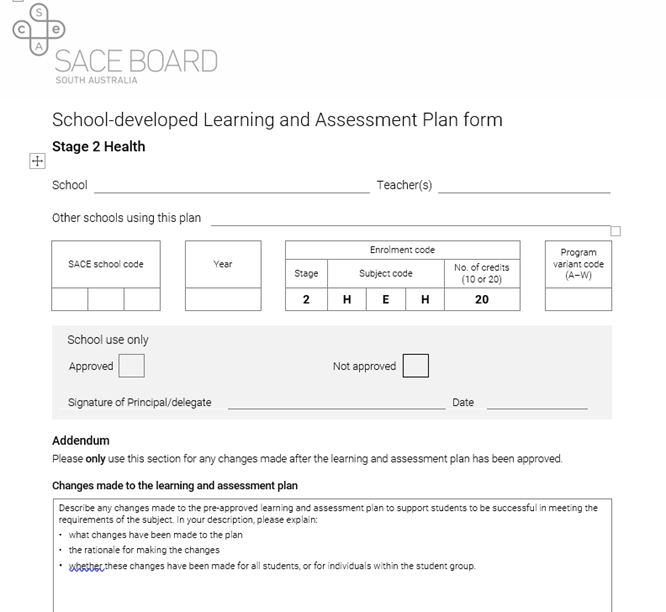 S
C e
A
SACE BOARD
SOUTH AUSTRALIA
School-developed Learning and Assessment Plan form
Stage 2 Health
School Teacher(s)
Other schools using this plan
SACE school code Year Enrolment code Program variant code (A–W)
Stage Subject code No. of credits (10 or 20)
2 H E H 20
School use only
Approved Not approved
Signature of Principal/delegate Date
Addendum
Please only use this section for any changes made after the learning and assessment plan has been approved.
Changes made to the learning and assessment plan
Describe any changes made to the pre-approved learning and assessment plan to support students to be successful in meeting the
requirements of the subject. In your description, please explain:
• what changes have been made to the plan
• the rationale for making the changes
• whether these changes have been made for all students, or for individuals within the student group.